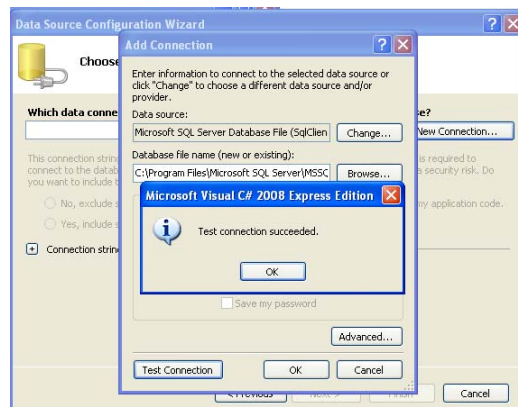 Data Source Configuration Wizard
Add Connection
Choose
Enter information to connect to the selected data source or
click "Change" to choose a different data source and/or
provider.
Which data conne
Data source:
Microsoft SQL Server Database File (SqlClien
Change...
New Connection...
Database file name (new or existing):
This connection string
is required to
connect to the datab
a security risk. Do
you want to include t
C:\Program Files\Microsoft SQL Server\MSSQ
Browse...
No, exclude s
my application code.
Yes, include s
Microsoft Visual C# 2008 Express Edition
Test connection succeeded.
OK
Connection strin
Save my password
Advanced...
Test Connection
OK
Cancel
Cancel